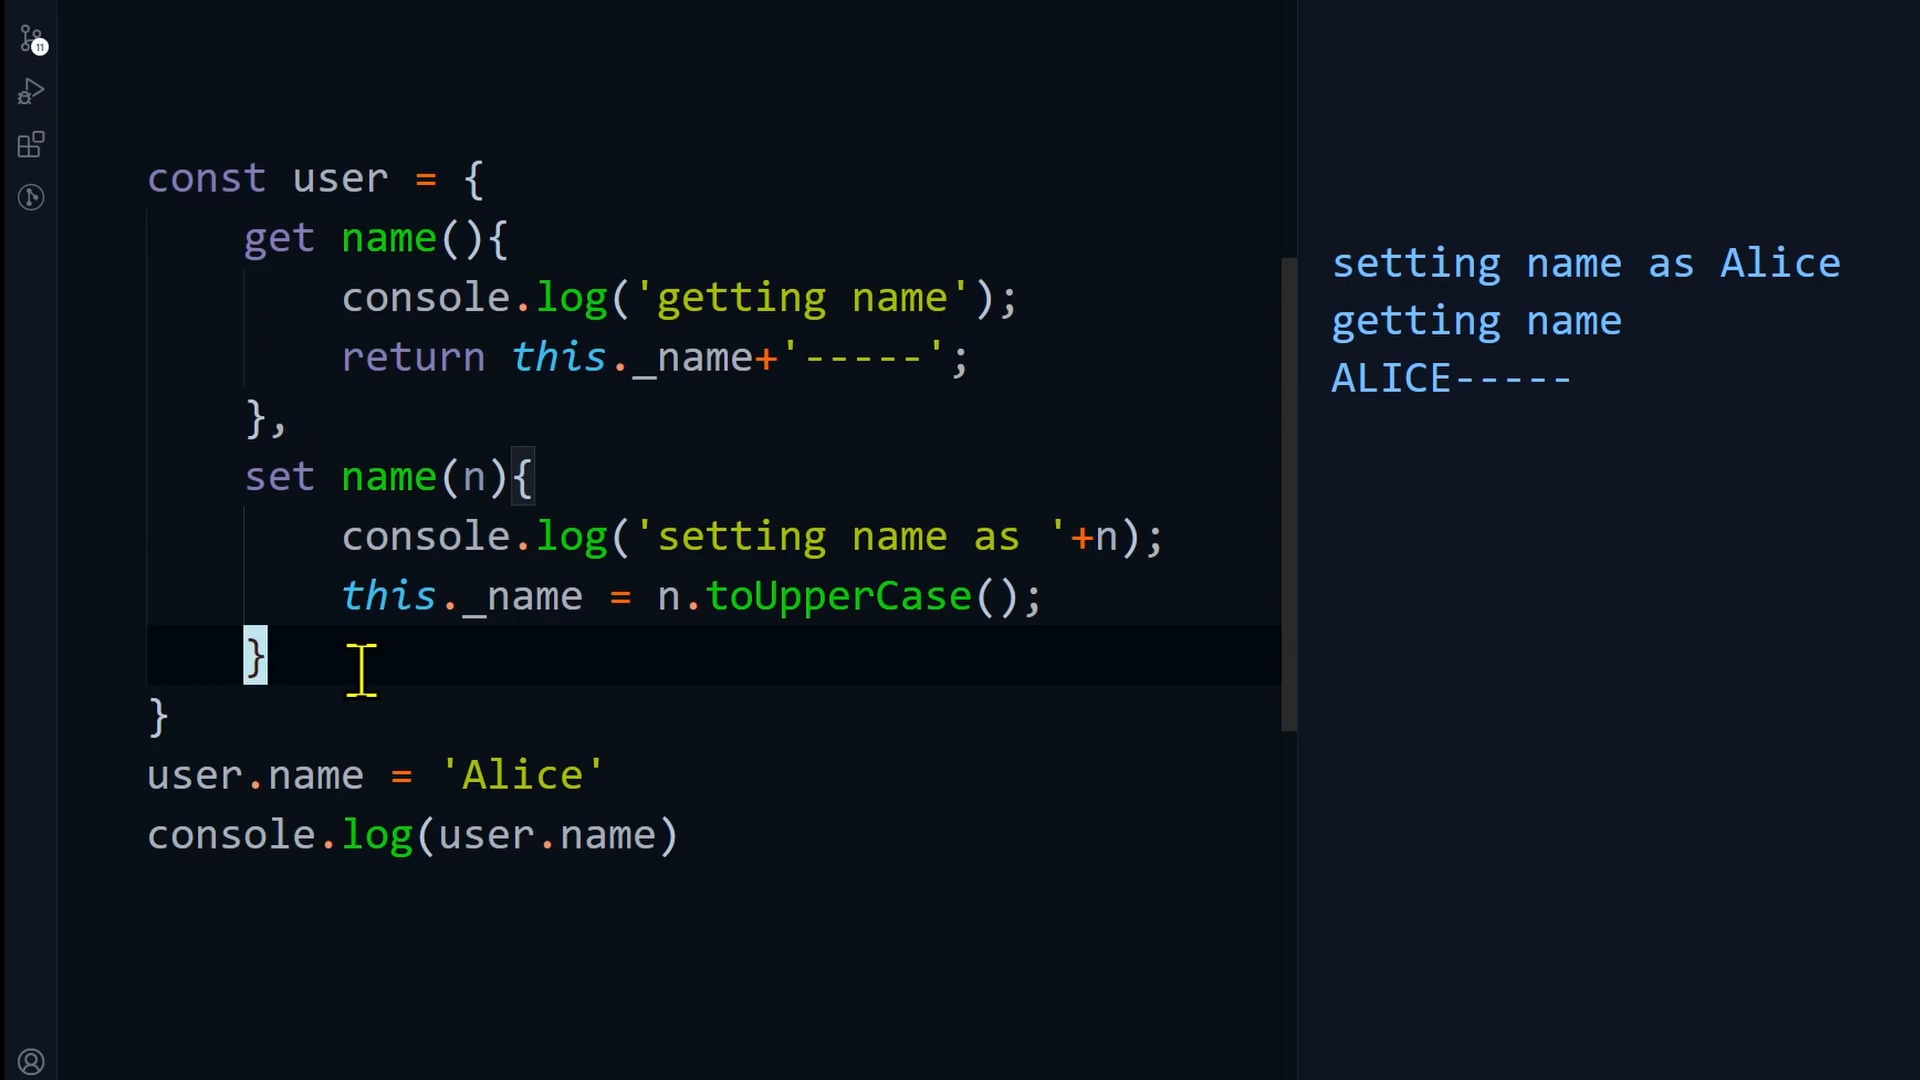 11
const user = {
get name(){
console.log('getting name');
return this._name+'-----';
},
set name(n){
console.log('setting name as '+n);
this._name = n.toUpperCase();
}
}
user.name = 'Alice'
console.log(user.name)
setting name as Alice
getting name
ALICE-----